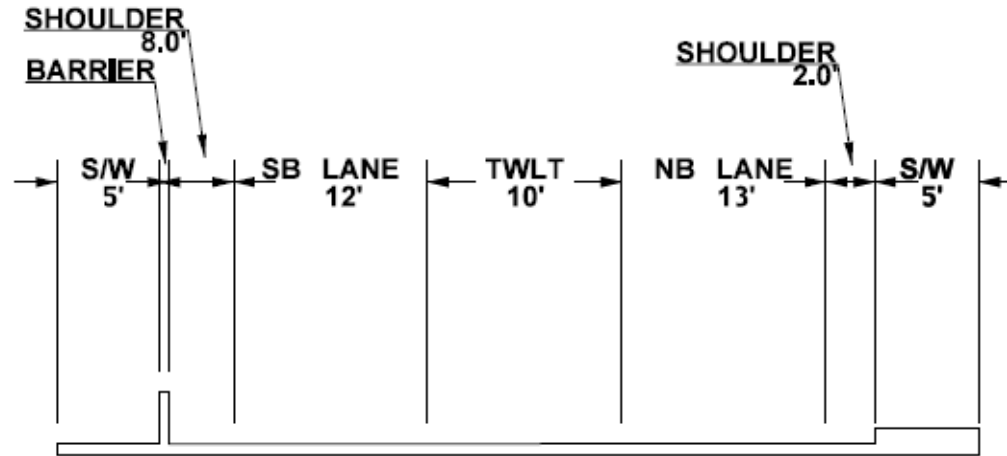 SHOULDER
8.0'
BARRIER
SHOULDER
2.0'
S/W
5'
SB LANE
12'
TWLT
10'
NB LANE
13'
S/W
5'